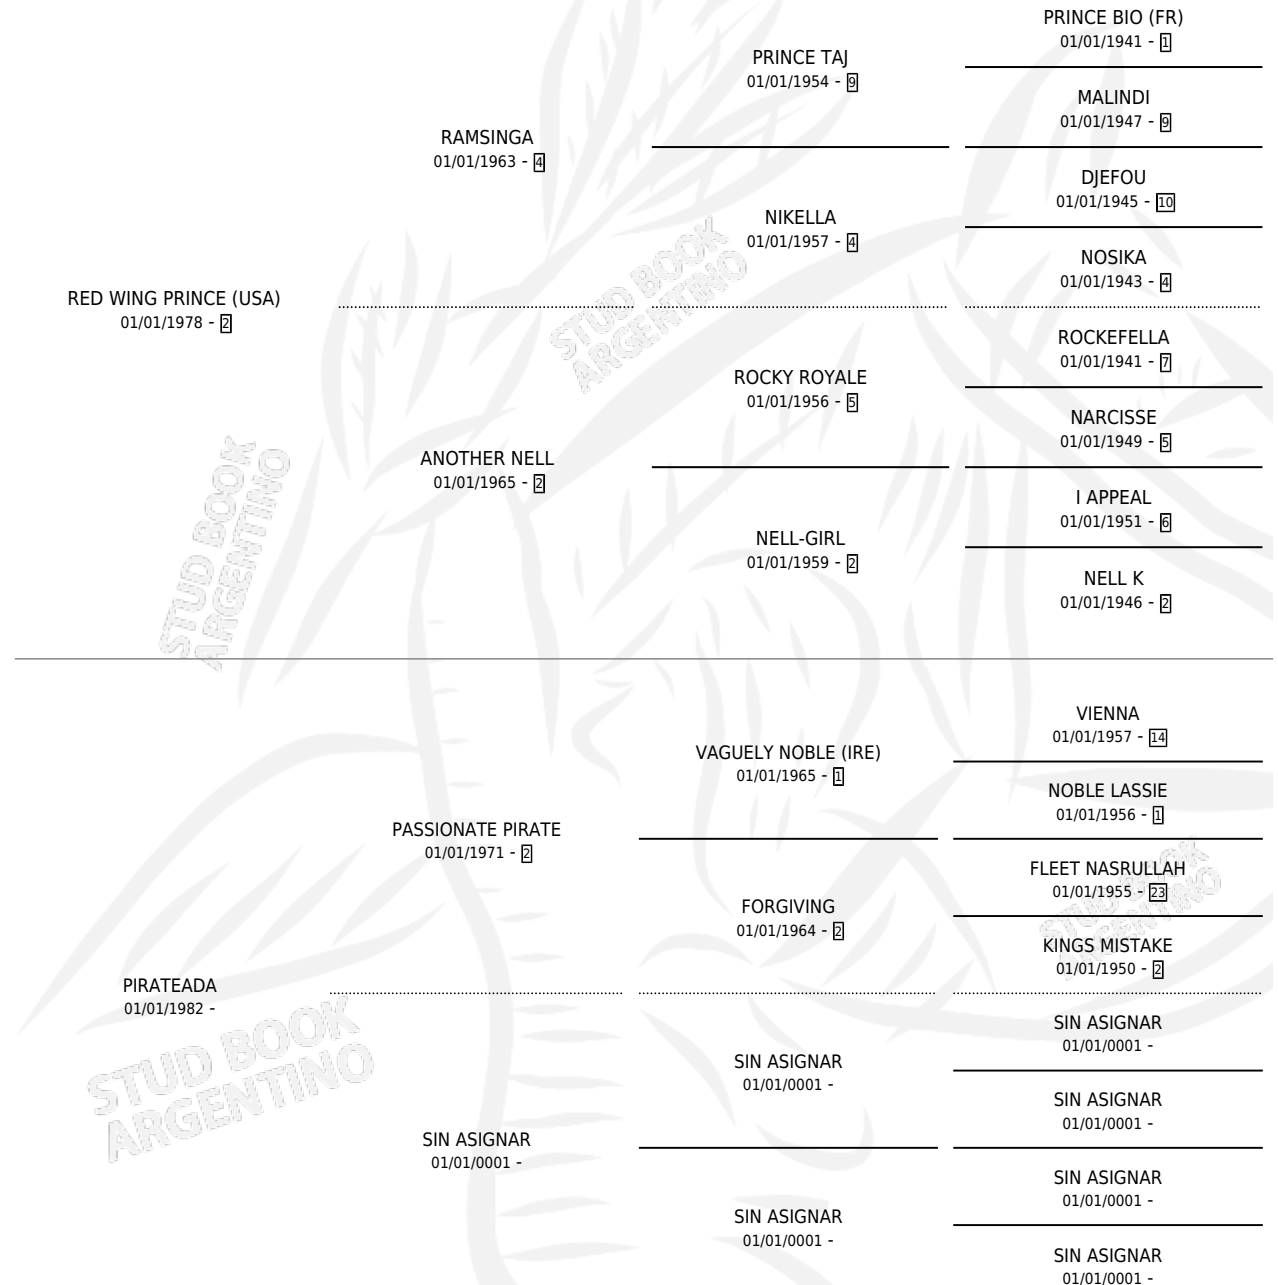 PRINCE BIO (FR)
01/01/1941 - 1
PRINCE TAJ
01/01/1954 - 9
MALINDI
01/01/1947 - 9
RAMSINGA
01/01/1963 - 4
DJEFOU
01/01/1945 - 10
NIKELLA
01/01/1957 - 4
NOSIKA
01/01/1943 - 4
RED WING PRINCE (USA)
01/01/1978 - 2
ROCKEFELLA
01/01/1941 - 7
ROCKY ROYALE
01/01/1956 - 5
NARCISSE
01/01/1949 - 5
ANOTHER NELL
01/01/1965 - 2
I APPEAL
01/01/1951 - 6
NELL-GIRL
01/01/1959 - 2
NELL K
01/01/1946 - 2
VIENNA
01/01/1957 - 14
VAGUELY NOBLE (IRE)
01/01/1965 - 1
NOBLE LASSIE
01/01/1956 - 1
PASSIONATE PIRATE
01/01/1971 - 2
FLEET NASRULLAH
01/01/1955 - 23
FORGIVING
01/01/1964 - 2
KINGS MISTAKE
01/01/1950 - 2
PIRATEADA
01/01/1982 -
SIN ASIGNAR
01/01/0001 -
SIN ASIGNAR
01/01/0001 -
SIN ASIGNAR
01/01/0001 -
SIN ASIGNAR
01/01/0001 -
SIN ASIGNAR
01/01/0001 -
SIN ASIGNAR
01/01/0001 -
SIN ASIGNAR
01/01/0001 -
STUD BOOK
ARGENTINO
STUD BOOK
ARGENTINO
STUD BOOK
ARGENTINO
STUD BOOK
ARGENTINO